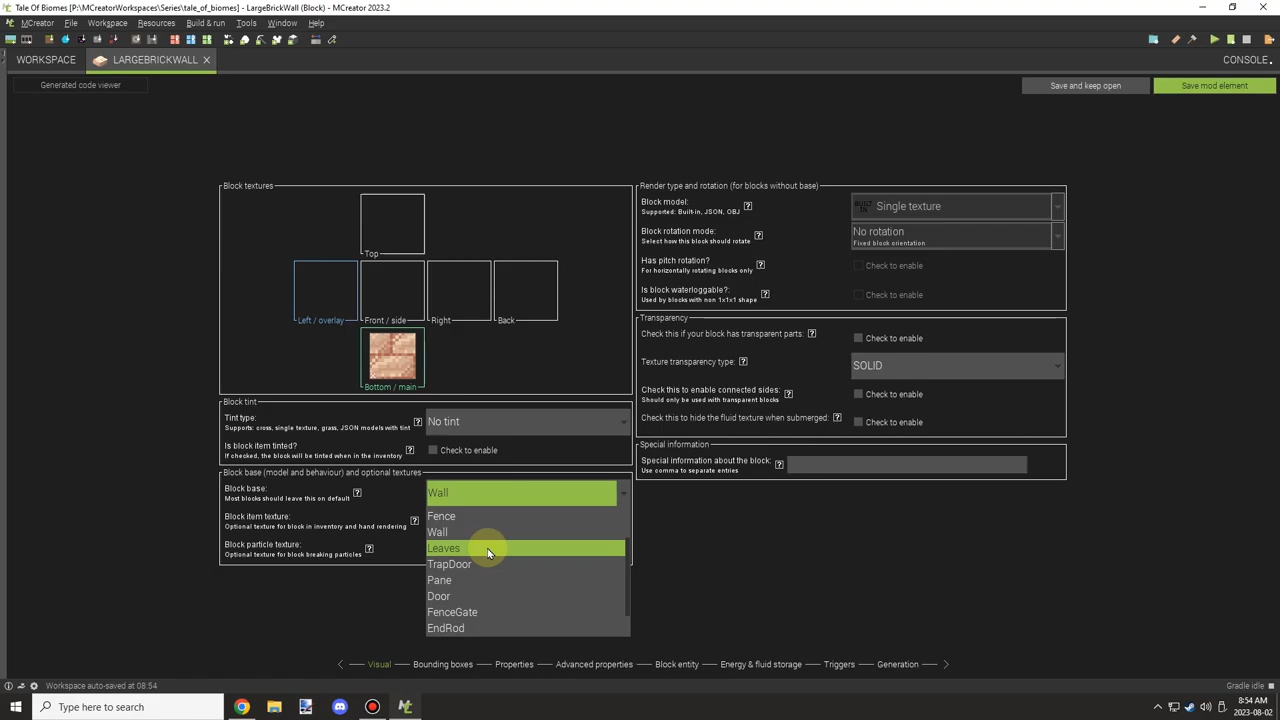 Tale Of Biomes [P:\MCreatorWorkspaces\Series\tale_of_biomes] - LargeBrickWall (Block) - MCreator 2023.2
MCreator File Workspace Resources Build & run Tools Window Help
WORKSPACE LARGEBRICKWALL CONSOLE
Generated code viewer Save and keep open Save mod element
Block textures
Top
Left / overlay Front / side Right Back
Bottom / main
Block tint
Tint type:
Supports: cross, single texture, grass, JSON models with tint
No tint
Is block item tinted?
If checked, the block will be tinted when in the inventory
Check to enable
Block base (model and behaviour) and optional textures
Block base:
Most blocks should leave this on default
Wall
Block item texture:
Optional texture for block in inventory and hand rendering
Block particle texture:
Optional texture for block breaking particles
Fence
Wall
Leaves
TrapDoor
Pane
Door
FenceGate
EndRod
Render type and rotation (for blocks without base)
Block model:
Supported: Built-in, JSON, OBJ
BUILT IN
Single texture
Block rotation mode:
Select how this block should rotate
No rotation
Fixed block orientation
Has pitch rotation?
For horizontally rotating blocks only
Check to enable
Is block waterloggable?:
Used by blocks with non 1x1x1 shape
Check to enable
Transparency
Check this if your block has transparent parts:
Check to enable
Texture transparency type:
SOLID
Check this to enable connected sides:
Should only be used with transparent blocks
Check to enable
Check this to hide the fluid texture when submerged:
Check to enable
Special information
Special information about the block:
Use comma to separate entries
Visual Bounding boxes Properties Advanced properties Block entity Energy & fluid storage Triggers Generation
Workspace auto-saved at 08:54 Gradle idle
Type here to search
8:54 AM
2023-08-02